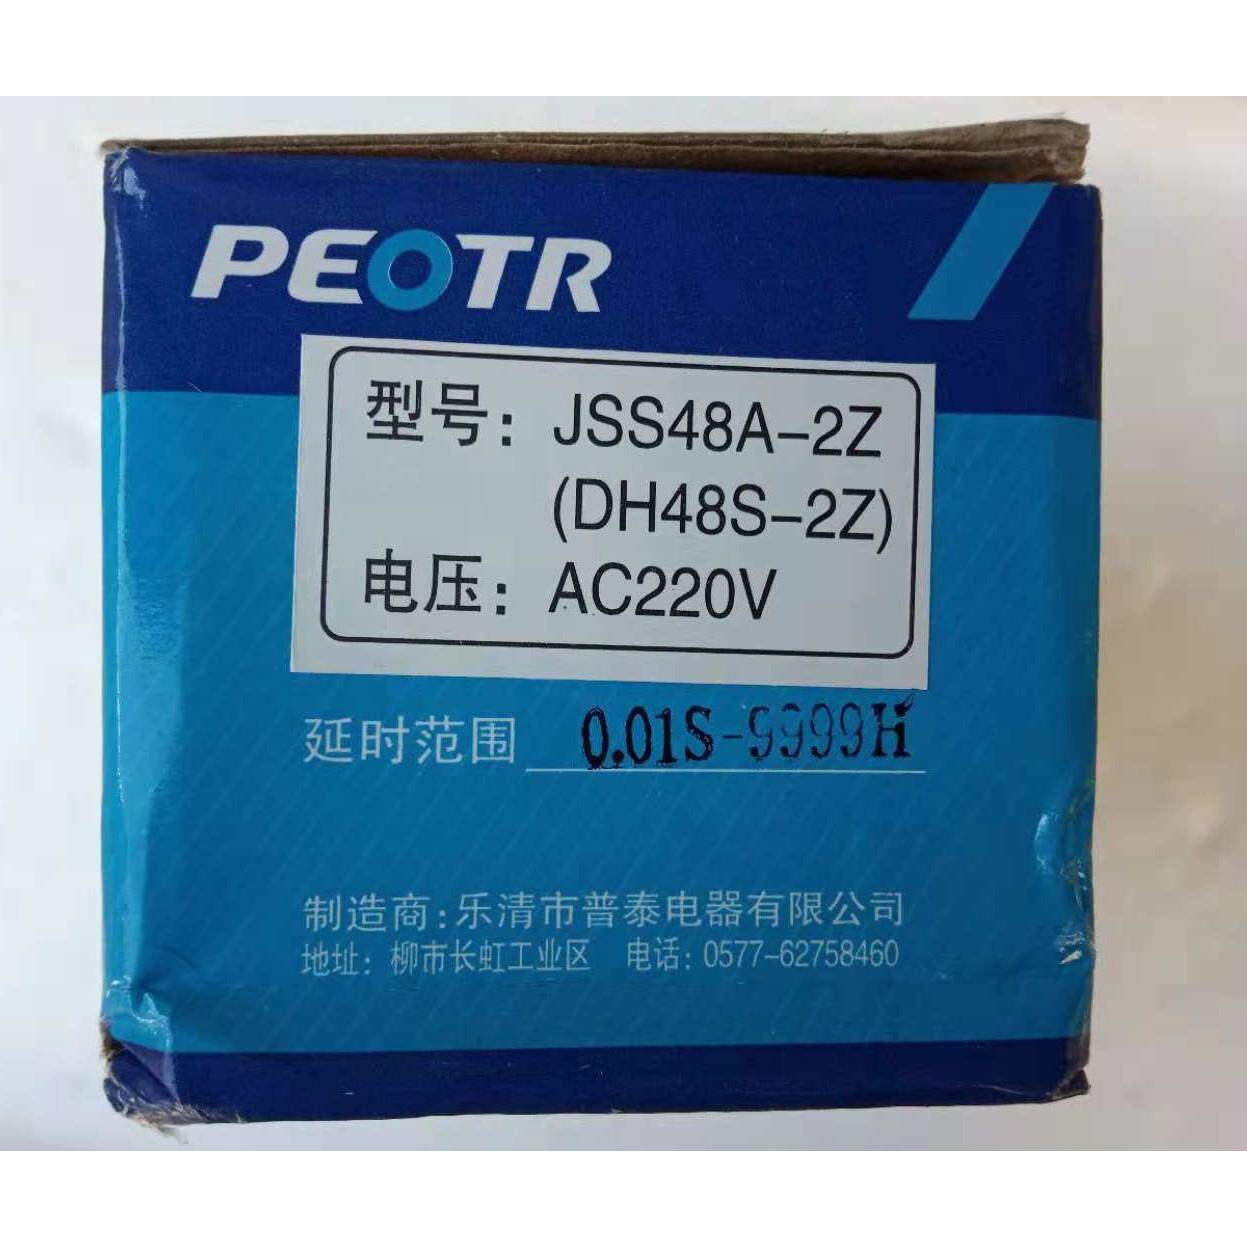 PEOTR
型号：JSS48A-2Z
(DH48S-2Z)
电压：AC220V
延时范围 0.01S-9999H
制造商：乐清市普泰电器有限公司
地址：柳市长虹工业区 电话：0577-62758460